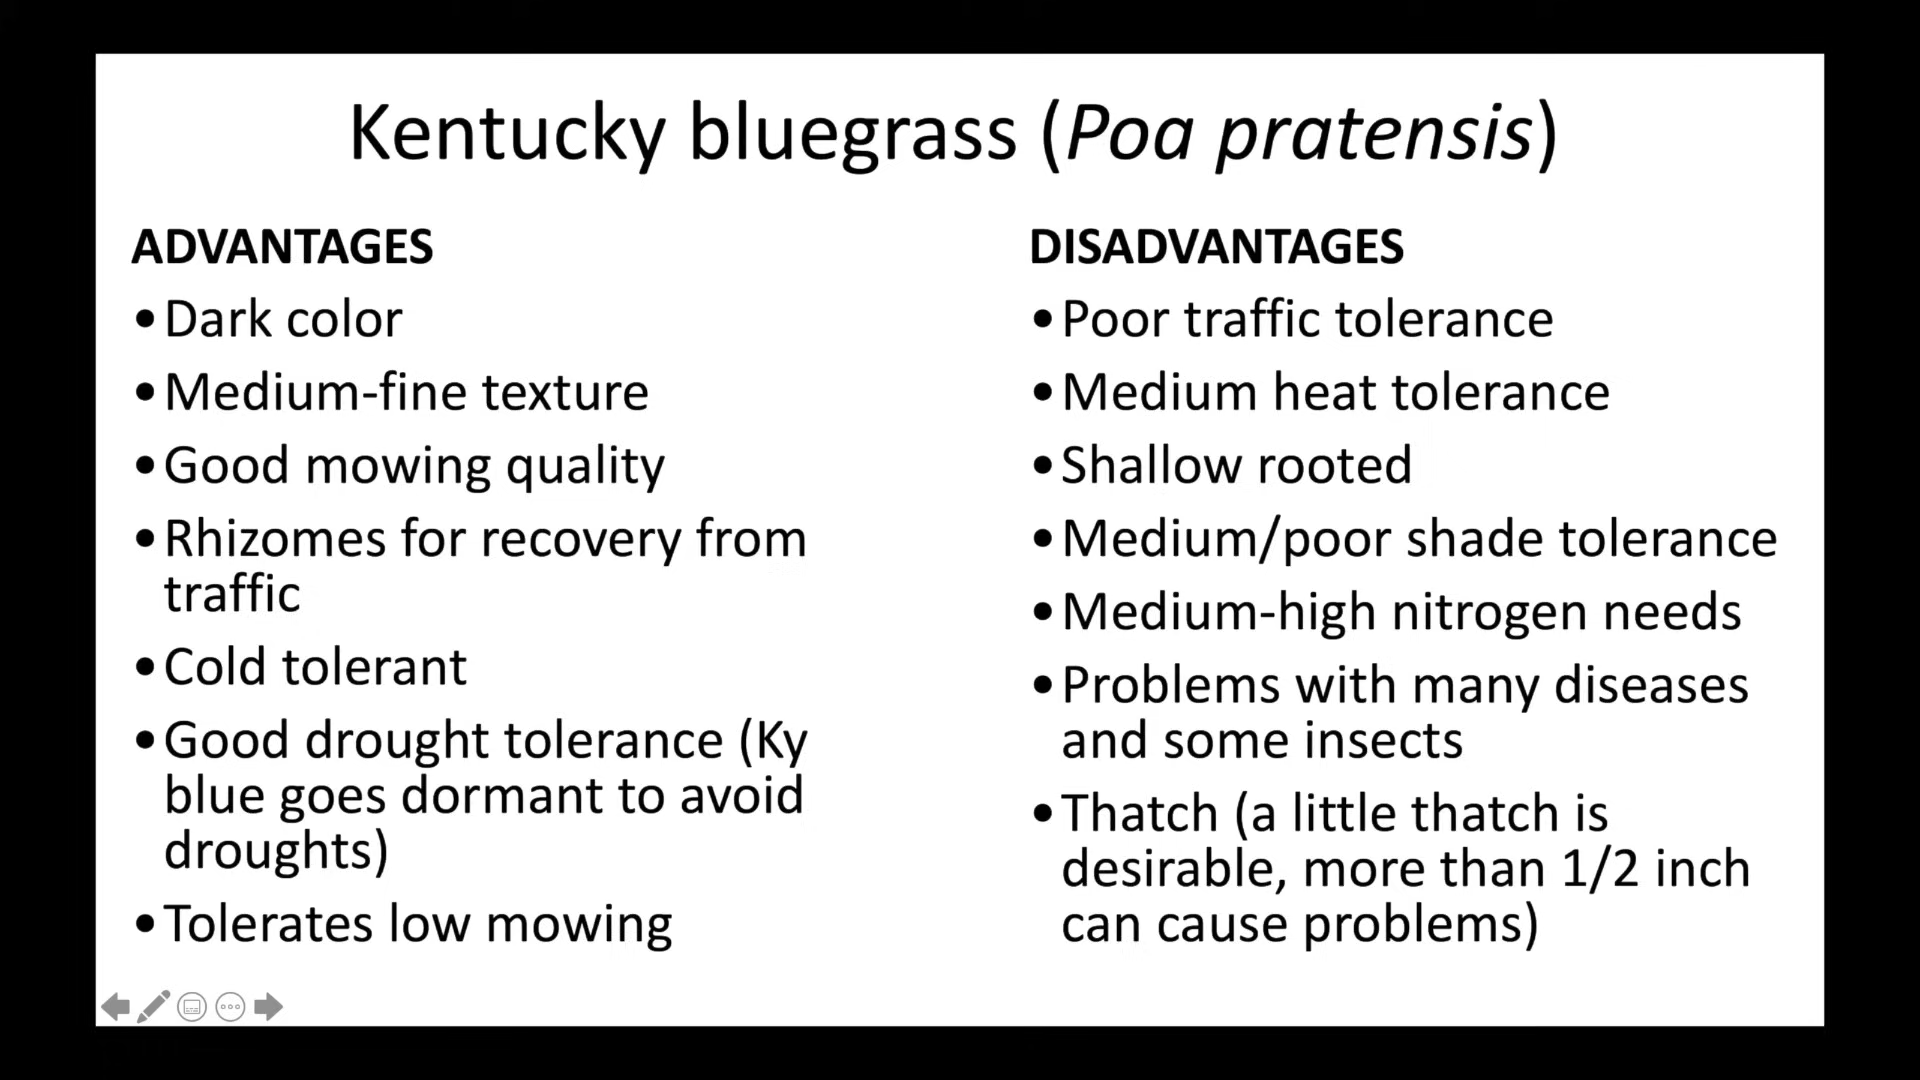 Kentucky bluegrass (Poa pratensis)
ADVANTAGES
•Dark color
•Medium-fine texture
•Good mowing quality
•Rhizomes for recovery from
traffic
•Cold tolerant
•Good drought tolerance (Ky
blue goes dormant to avoid
droughts)
•Tolerates low mowing
DISADVANTAGES
•Poor traffic tolerance
•Medium heat tolerance
•Shallow rooted
•Medium/poor shade tolerance
•Medium-high nitrogen needs
•Problems with many diseases
and some insects
•Thatch (a little thatch is
desirable, more than 1/2 inch
can cause problems)